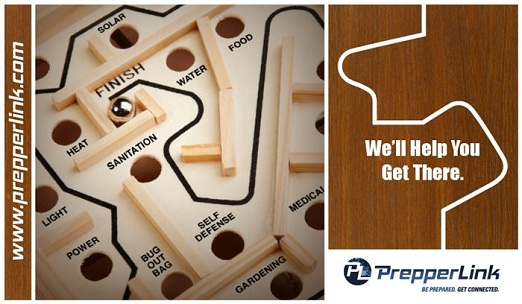 www.prepperlink.com
SOLAR
FOOD
WATER
FINISH
HEAT
SANITATION
LIGHT
POWER
BUG
OUT
BAG
SELF
DEFENSE
MEDICAL
GARDENING
We'll Help You
Get There.
PL PrepperLink
BE PREPARED. GET CONNECTED.